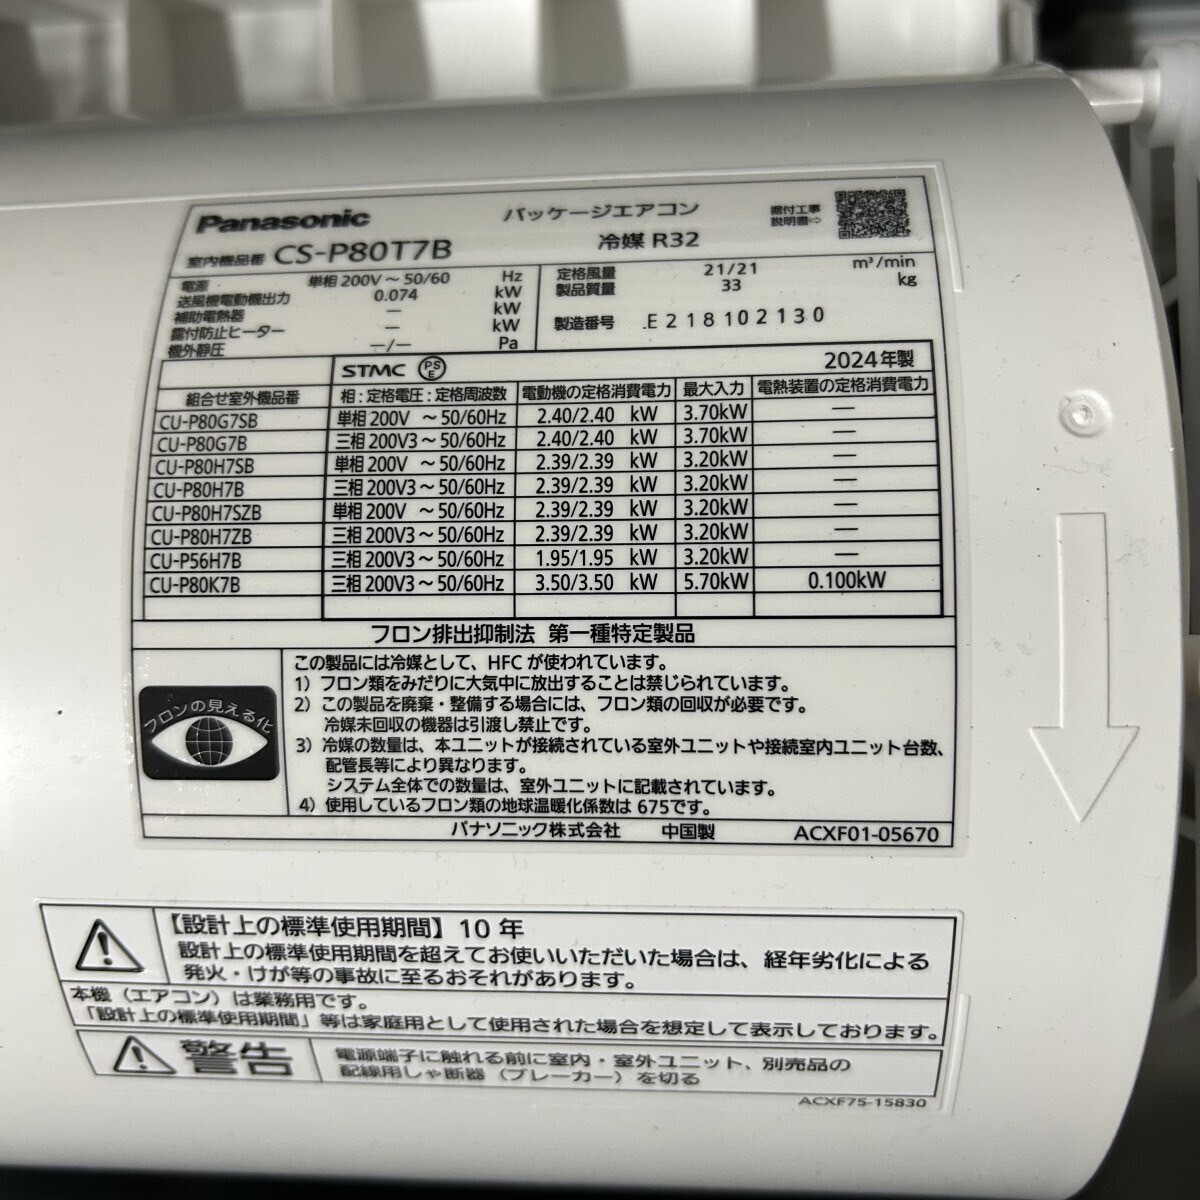 Panasonic
パッケージエアコン
据付工事
説明書⇨
室内機品番 CS-P80T7B
冷媒 R32
電源 単相 200V ～ 50/60 Hz
送風機電動機出力 0.074 kW
補助電熱器 — kW
露付防止ヒーター — kW
機外静圧 —/— Pa
定格風量 21/21 m³/min
製品質量 33 kg
製造番号 E218102130
STMC PSE 2024年製
組合せ室外機品番 相：定格電圧：定格周波数 電動機の定格消費電力 最大入力 電熱装置の定格消費電力
CU-P80G7SB 単相 200V ～ 50/60Hz 2.40/2.40 kW 3.70kW —
CU-P80G7B 三相 200V3 ～ 50/60Hz 2.40/2.40 kW 3.70kW —
CU-P80H7SB 単相 200V ～ 50/60Hz 2.39/2.39 kW 3.20kW —
CU-P80H7B 三相 200V3 ～ 50/60Hz 2.39/2.39 kW 3.20kW —
CU-P80H7SZB 単相 200V ～ 50/60Hz 2.39/2.39 kW 3.20kW —
CU-P80H7ZB 三相 200V3 ～ 50/60Hz 2.39/2.39 kW 3.20kW —
CU-P56H7B 三相 200V3 ～ 50/60Hz 1.95/1.95 kW 3.20kW —
CU-P80K7B 三相 200V3 ～ 50/60Hz 3.50/3.50 kW 5.70kW 0.100kW
フロン排出抑制法 第一種特定製品
フロンの見える化
この製品には冷媒として、HFC が使われています。
1）フロン類をみだりに大気中に放出することは禁じられています。
2）この製品を廃棄・整備する場合には、フロン類の回収が必要です。
冷媒未回収の機器は引渡し禁止です。
3）冷媒の数量は、本ユニットが接続されている室外ユニットや接続室内ユニット台数、
配管長等により異なります。
システム全体での数量は、室外ユニットに記載されています。
4）使用しているフロン類の地球温暖化係数は 675です。
パナソニック株式会社 中国製 ACXF01-05670
【設計上の標準使用期間】10 年
設計上の標準使用期間を超えてお使いいただいた場合は、経年劣化による
発火・けが等の事故に至るおそれがあります。
本機（エアコン）は業務用です。
「設計上の標準使用期間」等は家庭用として使用された場合を想定して表示しております。
警告
電源端子に触れる前に室内・室外ユニット、別売品の
配線用しゃ断器（ブレーカー）を切る
ACXF75-15830